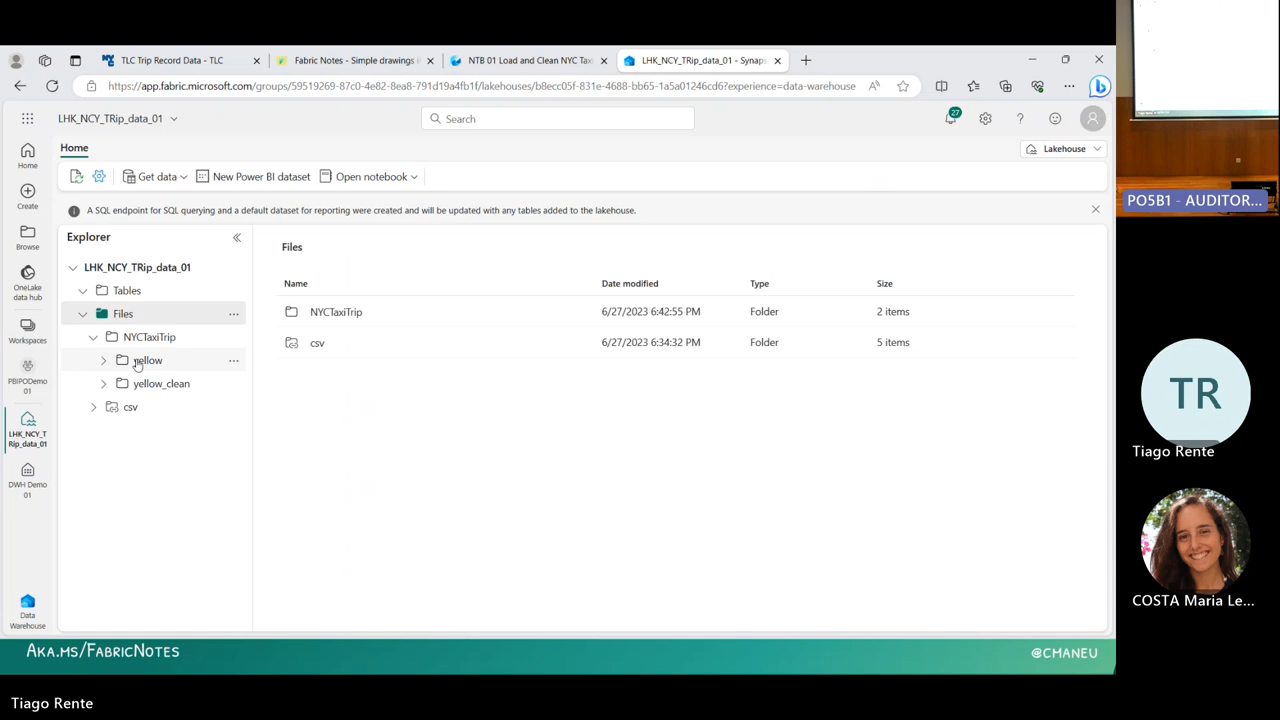 TLC Trip Record Data - TLC
Fabric Notes - Simple drawings i
NTB 01 Load and Clean NYC Tax
LHK_NCY_TRip_data_01 - Synaps
https://app.fabric.microsoft.com/groups/59519269-87c0-4e82-8ea8-791d19a4fb1f/lakehouses/b8ecc05f-831e-4688-bb65-1a5a01246cd6?experience=data-warehouse
LHK_NCY_TRip_data_01
Search
27
Home
Lakehouse
Get data
New Power BI dataset
Open notebook
A SQL endpoint for SQL querying and a default dataset for reporting were created and will be updated with any tables added to the lakehouse.
Home
Create
Browse
OneLake
data hub
Workspaces
PBIPODemo
01
LHK_NCY_T
Rip_data_01
DWH Demo
01
Data
Warehouse
Explorer
LHK_NCY_TRip_data_01
Tables
Files
NYCTaxiTrip
yellow
yellow_clean
csv
Files
Name Date modified Type Size
NYCTaxiTrip 6/27/2023 6:42:55 PM Folder 2 items
csv 6/27/2023 6:34:32 PM Folder 5 items
PO5B1 - AUDITOR...
TR
Tiago Rente
COSTA Maria Le...
AKA.MS/FABRICNOTES
@CMANEU
Tiago Rente